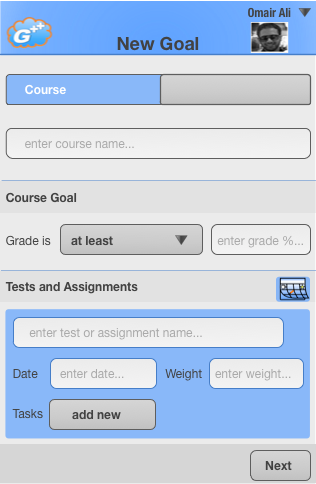 Omair Ali
G++
New Goal
Course
enter course name...
Course Goal
Grade is at least enter grade %...
Tests and Assignments
enter test or assignment name...
Date enter date... Weight enter weight...
Tasks add new
Next